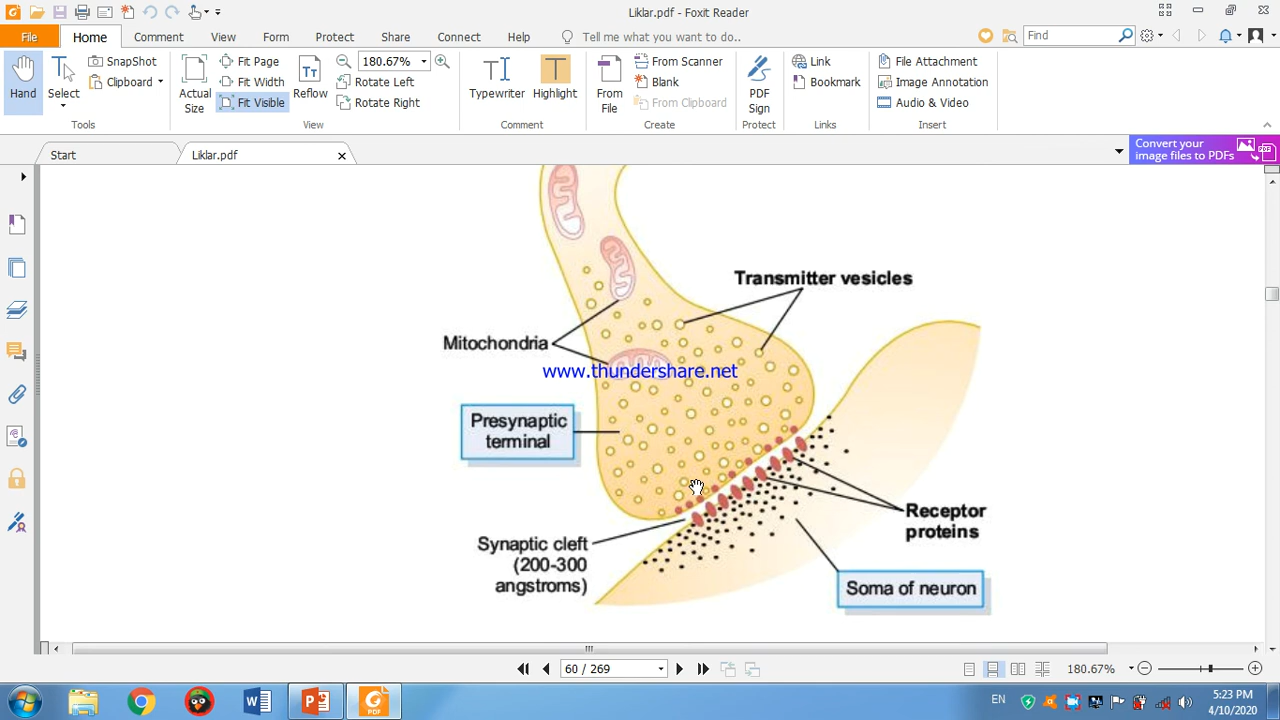 Liklar.pdf - Foxit Reader
File Home Comment View Form Protect Share Connect Help Tell me what you want to do.. Find
Hand
Select
SnapShot
Clipboard
Tools
Actual Size
Fit Page
Fit Width
Fit Visible
Reflow
180.67%
Rotate Left
Rotate Right
View
Typewriter
Highlight
Comment
From File
From Scanner
Blank
From Clipboard
Create
PDF Sign
Protect
Link
Bookmark
Links
File Attachment
Image Annotation
Audio & Video
Insert
Start
Liklar.pdf
Convert your
image files to PDFs
Transmitter vesicles
Mitochondria
www.thundershare.net
Presynaptic
terminal
Receptor
proteins
Synaptic cleft
(200-300
angstroms)
Soma of neuron
60 / 269
180.67%
EN
5:23 PM
4/10/2020